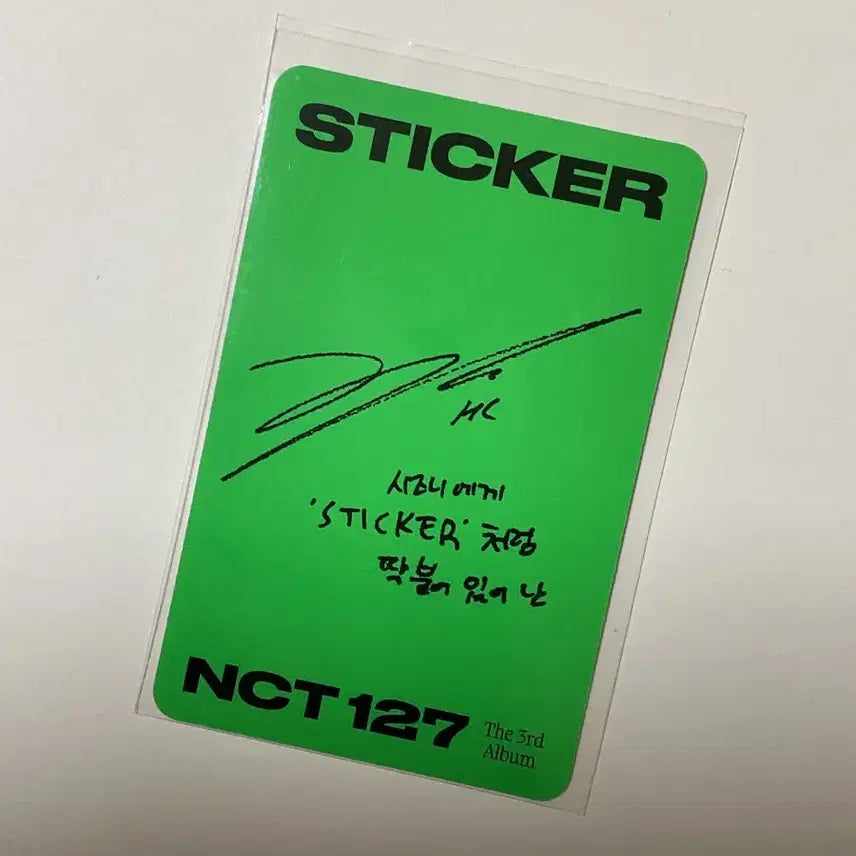 STICKER
HC
시즈니에게
'STICKER' 처럼
딱 붙어 있어 난
NCT 127
The 3rd
Album